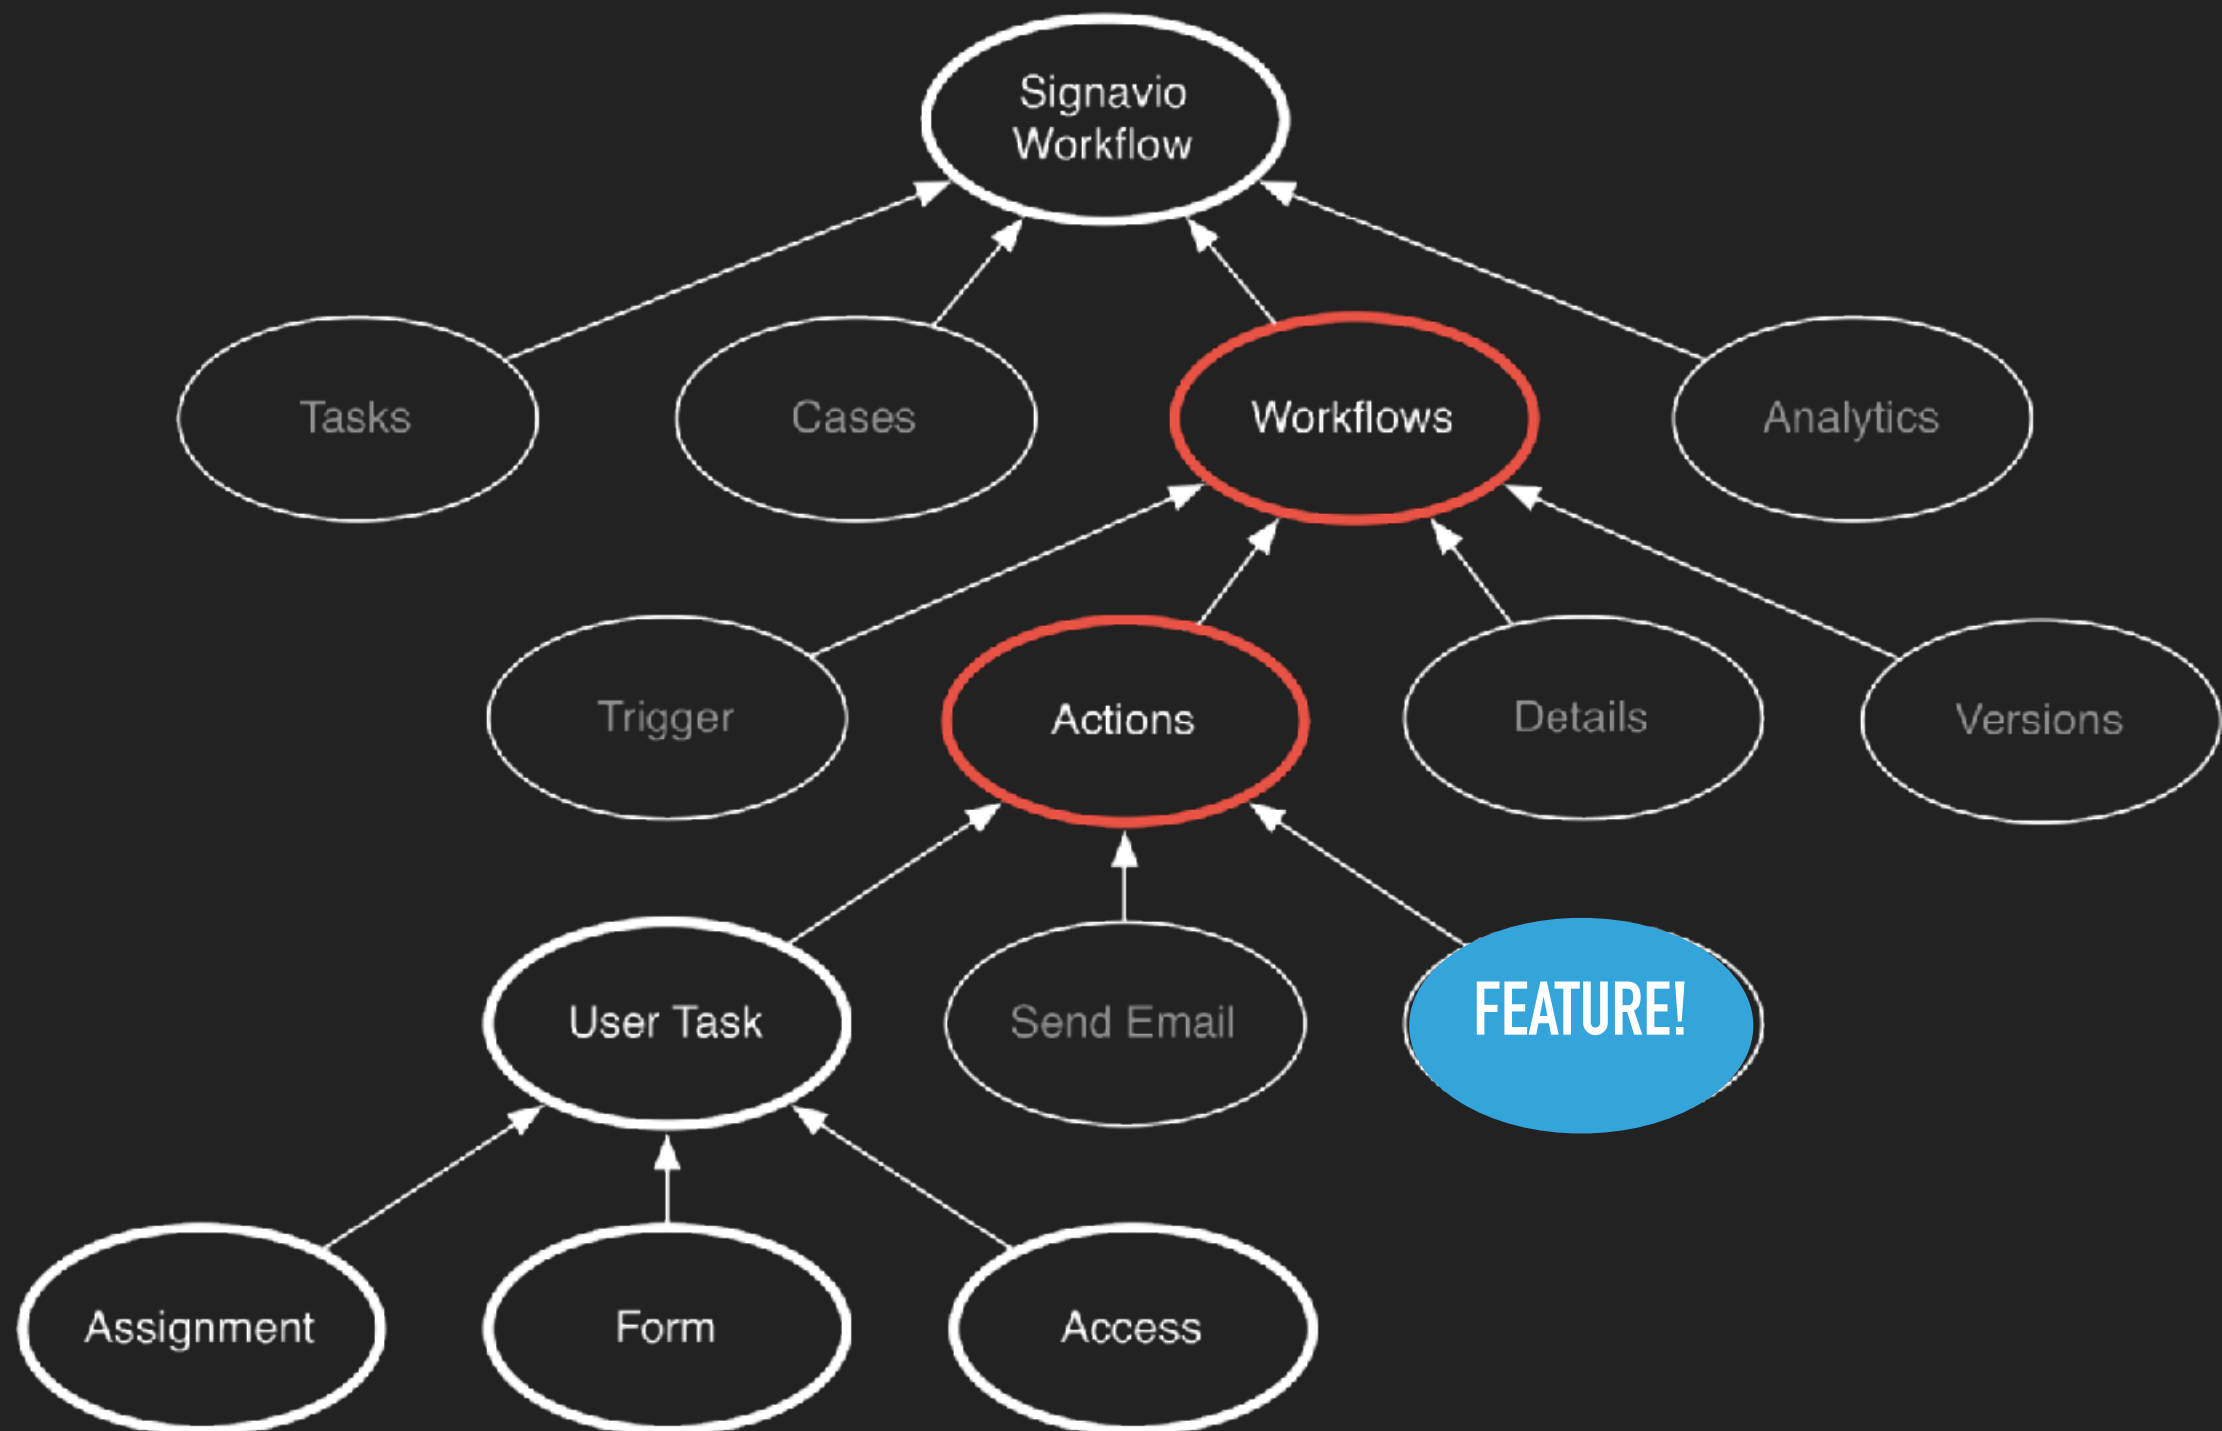 Signavio
Workflow
Tasks
Cases
Workflows
Analytics
Trigger
Actions
Details
Versions
User Task
Send Email
FEATURE!
Assignment
Form
Access